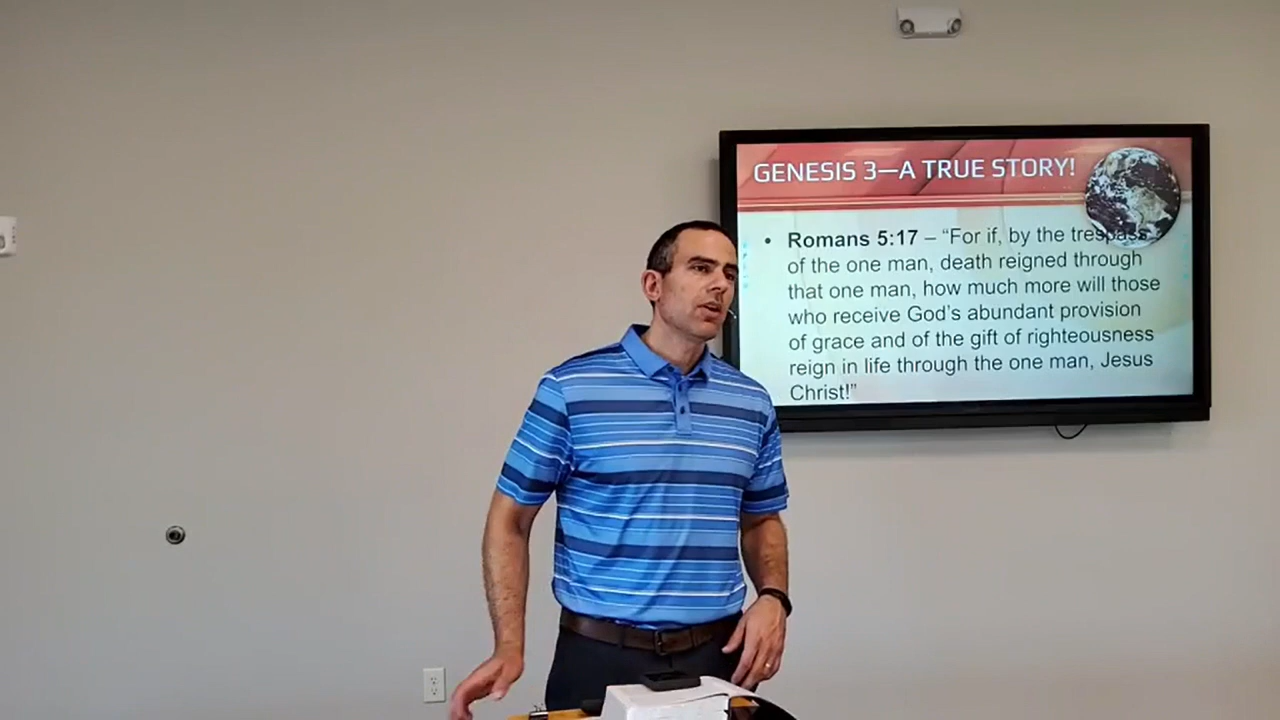 GENESIS 3—A TRUE STORY!
• Romans 5:17 – “For if, by the trespass
of the one man, death reigned through
that one man, how much more will those
who receive God’s abundant provision
of grace and of the gift of righteousness
reign in life through the one man, Jesus
Christ!”